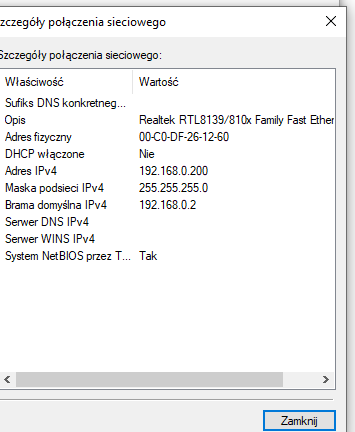 zczegóły połączenia sieciowego
Szczegóły połączenia sieciowego:
Właściwość Wartość
Sufiks DNS konkretneg...
Opis Realtek RTL8139/810x Family Fast Ether
Adres fizyczny 00-C0-DF-26-12-60
DHCP włączone Nie
Adres IPv4 192.168.0.200
Maska podsieci IPv4 255.255.255.0
Brama domyślna IPv4 192.168.0.2
Serwer DNS IPv4
Serwer WINS IPv4
System NetBIOS przez T... Tak
Zamknij